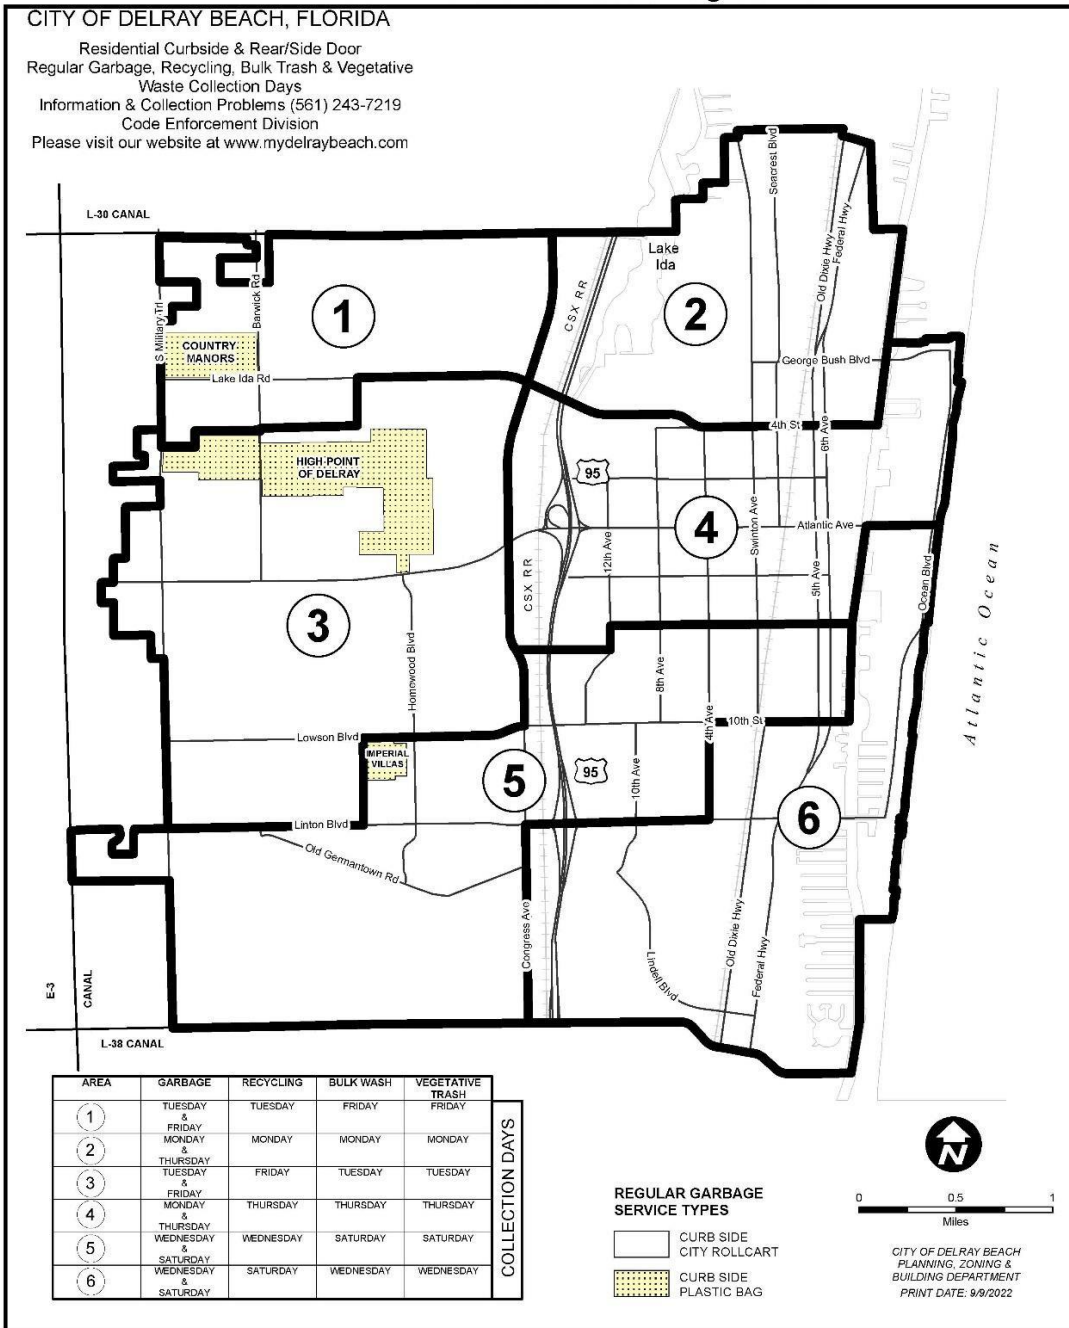 CITY OF DELRAY BEACH, FLORIDA
Residential Curbside & Rear/Side Door
Regular Garbage, Recycling, Bulk Trash & Vegetative
Waste Collection Days
Information & Collection Problems (561) 243-7219
Code Enforcement Division
Please visit our website at www.mydelraybeach.com
L-30 CANAL
S Military Trl
Barwick Rd
1
COUNTRY
MANORS
Lake Ida Rd
CSX RR
Lake
Ida
2
Seacrest Blvd
Old Dixie Hwy
Federal Hwy
George Bush Blvd
4th St
6th Ave
HIGH POINT
OF DELRAY
95
4
12th Ave
Swinton Ave
Atlantic Ave
5th Ave
Ocean Blvd
Atlantic Ocean
CSX RR
3
Homewood Blvd
8th Ave
4th Ave
10th St
Lowson Blvd
IMPERIAL
VILLAS
5
95
10th Ave
6
Linton Blvd
Old Germantown Rd
Congress Ave
Lindell Blvd
Old Dixie Hwy
Federal Hwy
E-3
CANAL
L-38 CANAL
AREA GARBAGE RECYCLING BULK WASH VEGETATIVE TRASH
1 TUESDAY & FRIDAY TUESDAY FRIDAY FRIDAY
2 MONDAY & THURSDAY MONDAY MONDAY MONDAY
3 TUESDAY & FRIDAY FRIDAY TUESDAY TUESDAY
4 MONDAY & THURSDAY THURSDAY THURSDAY THURSDAY
5 WEDNESDAY & SATURDAY WEDNESDAY SATURDAY SATURDAY
6 WEDNESDAY & SATURDAY SATURDAY WEDNESDAY WEDNESDAY
COLLECTION DAYS
REGULAR GARBAGE
SERVICE TYPES
CURB SIDE
CITY ROLLCART
CURB SIDE
PLASTIC BAG
N
0 0.5 1
Miles
CITY OF DELRAY BEACH
PLANNING, ZONING &
BUILDING DEPARTMENT
PRINT DATE: 9/9/2022